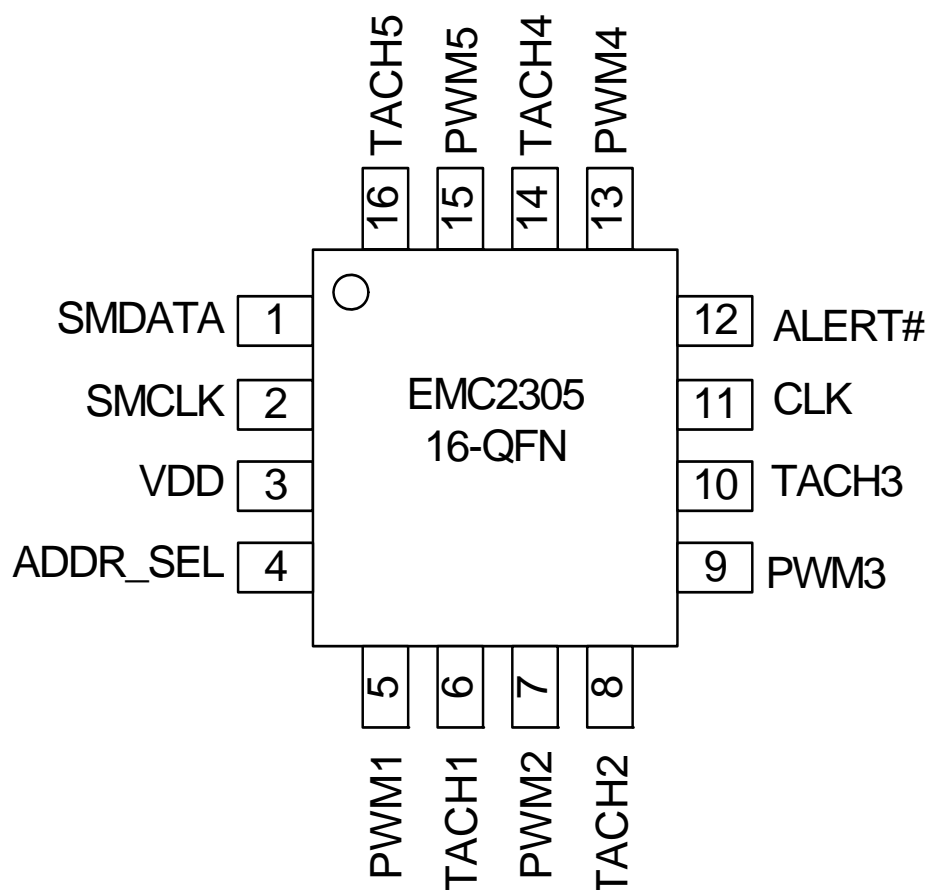 TACH5
PWM5
TACH4
PWM4
16
15
14
13
SMDATA 1
12 ALERT#
SMCLK 2
EMC2305
11 CLK
16-QFN
VDD 3
10 TACH3
ADDR_SEL 4
9 PWM3
5
6
7
8
PWM1
TACH1
PWM2
TACH2